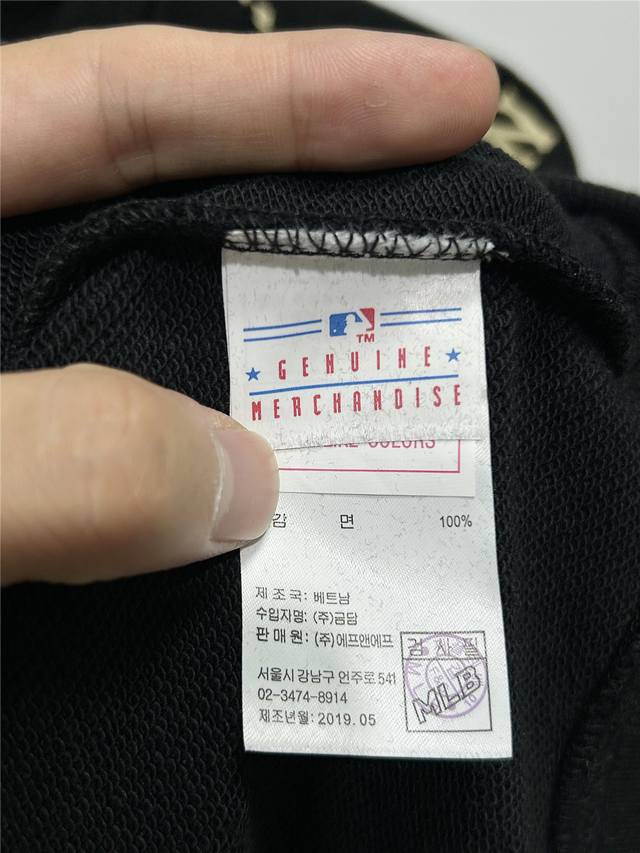 TM
GENUINE
MERCHANDISE
COLORS
감 면 100%
제조국: 베트남
수입자명: (주)금담
판매원: (주)에프앤에프
서울시 강남구 언주로 541
02-3474-8914
제조년월: 2019.05
검사필
MLB